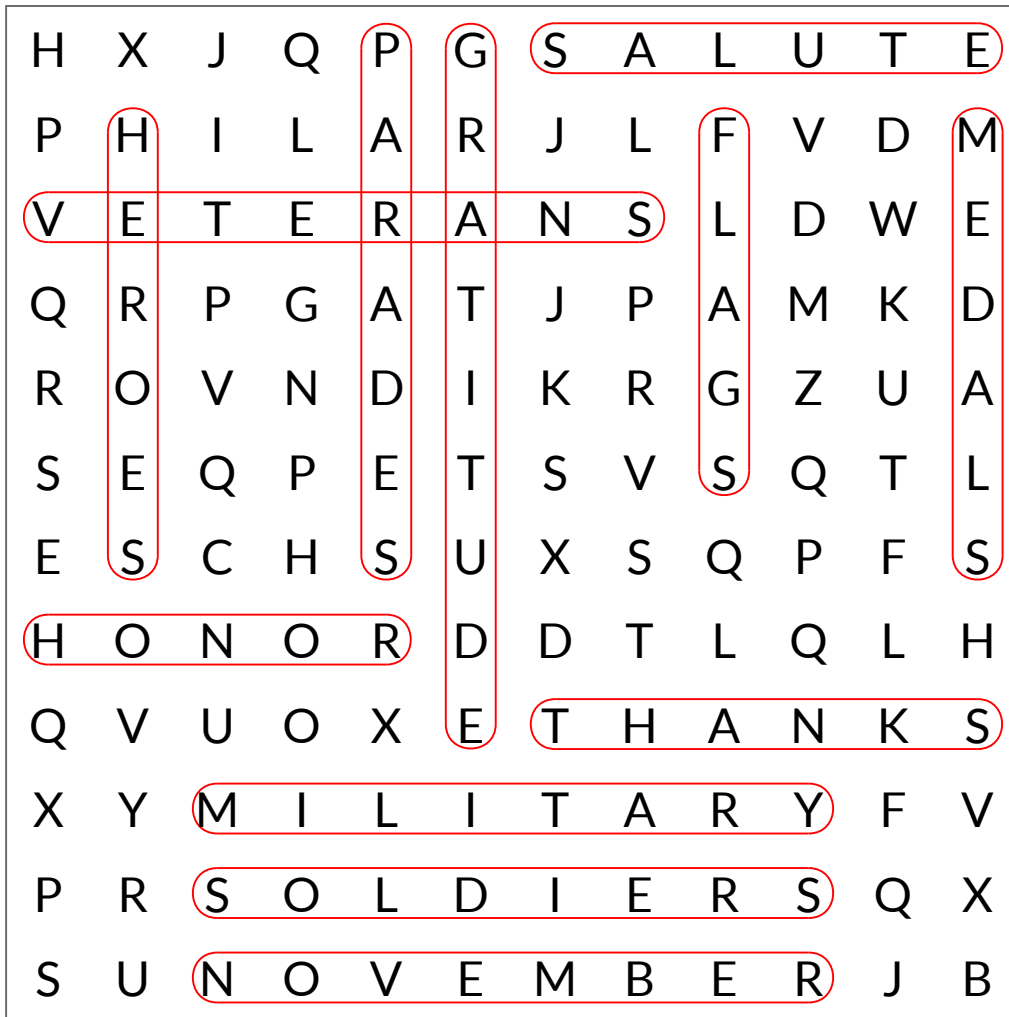 H X J Q P G S A L U T E
P H I L A R J L F V D M
V E T E R A N S L D W E
Q R P G A T J P A M K D
R O V N D I K R G Z U A
S E Q P E T S V S Q T L
E S C H S U X S Q P F S
H O N O R D D T L Q L H
Q V U O X E T H A N K S
X Y M I L I T A R Y F V
P R S O L D I E R S Q X
S U N O V E M B E R J B